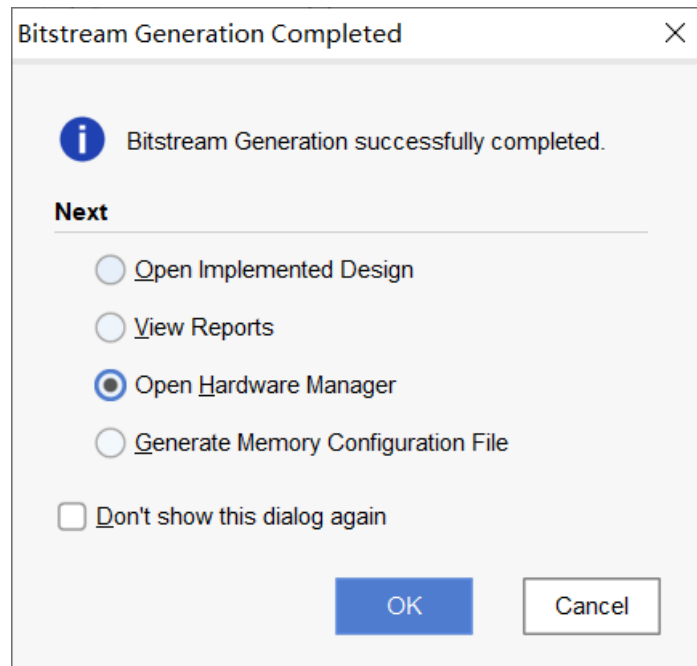 Bitstream Generation Completed
Bitstream Generation successfully completed.
Next
Open Implemented Design
View Reports
Open Hardware Manager
Generate Memory Configuration File
Don't show this dialog again
OK
Cancel